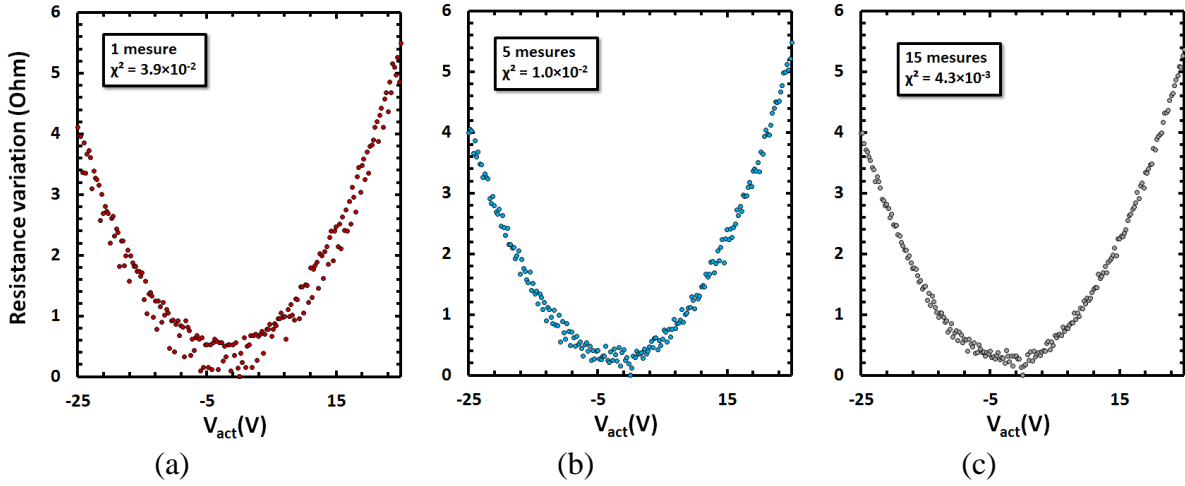 1 mesure
χ² = 3.9×10⁻²
5 mesures
χ² = 1.0×10⁻²
15 mesures
χ² = 4.3×10⁻³
Resistance variation (Ohm)
6
5
4
3
2
1
0
-25
-5
15
V_act(V)
6
5
4
3
2
1
0
-25
-5
15
V_act(V)
6
5
4
3
2
1
0
-25
-5
15
V_act(V)
(a)
(b)
(c)